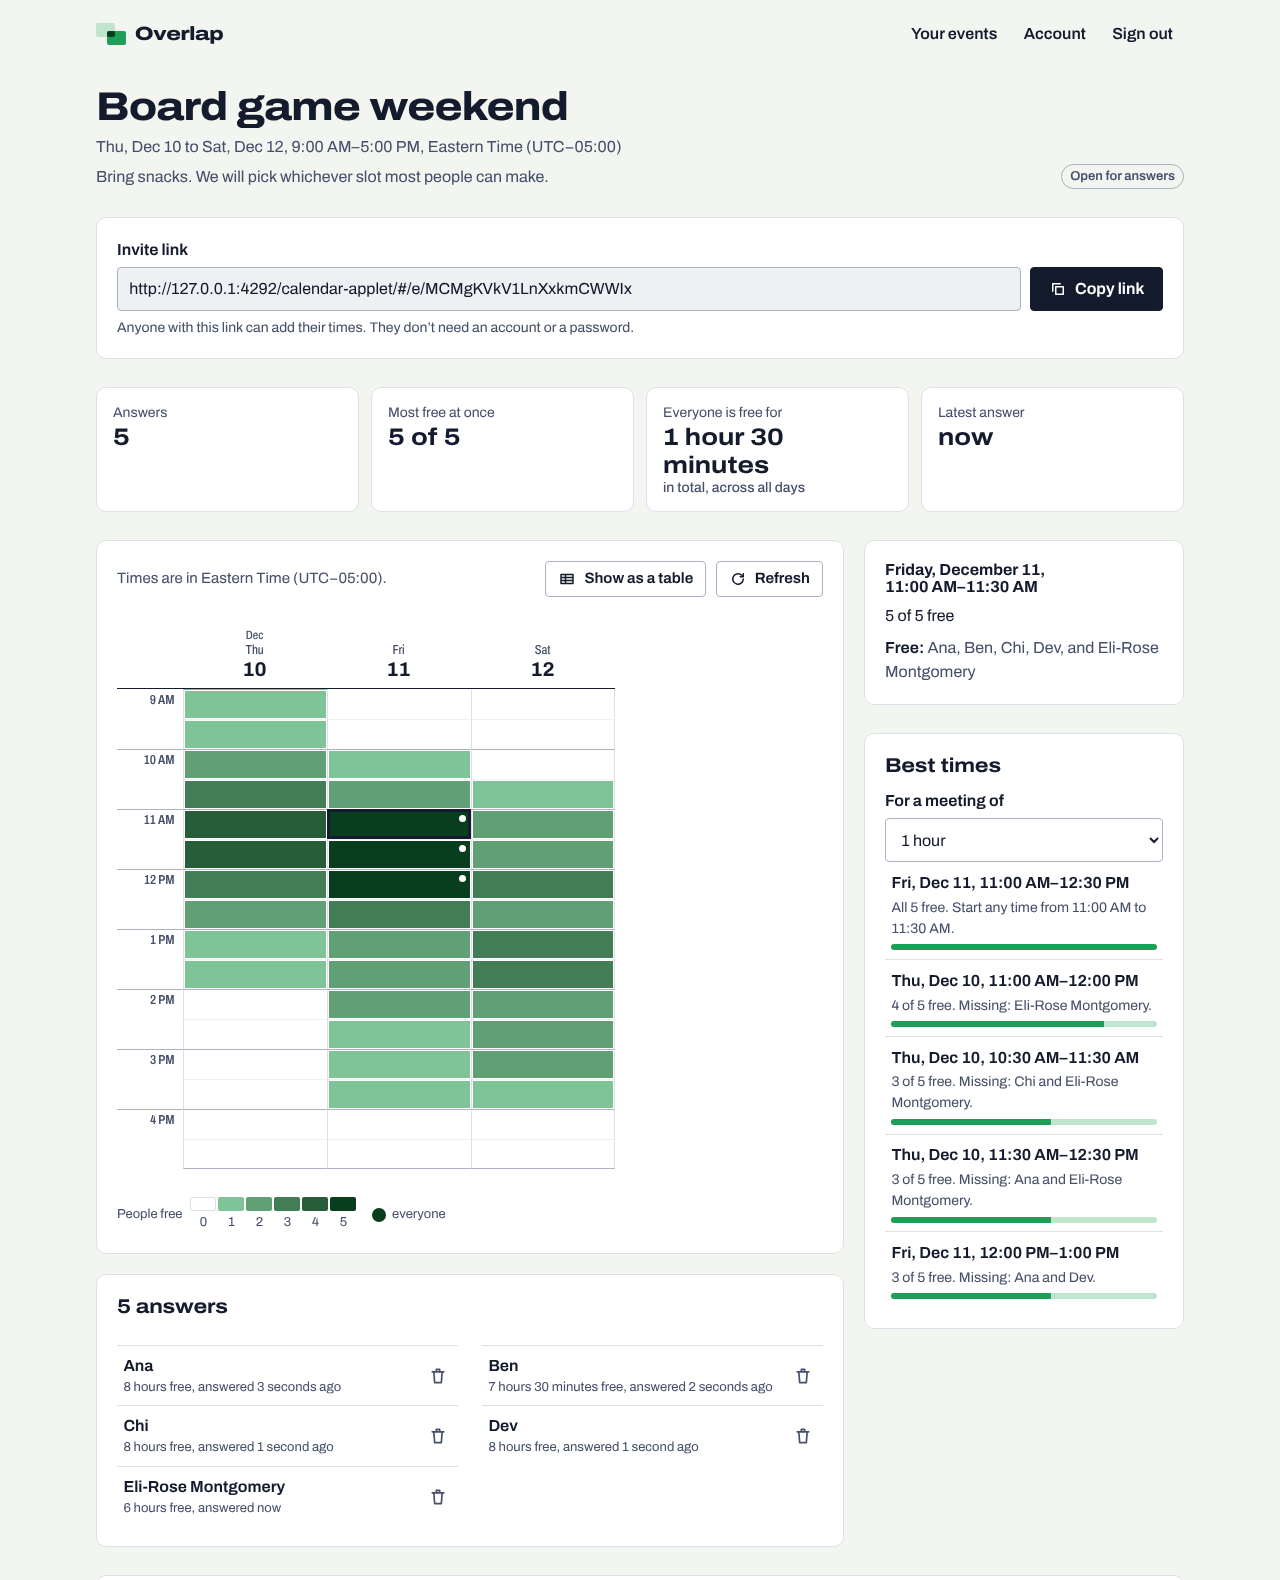 Overlap
Your events Account Sign out
Board game weekend
Thu, Dec 10 to Sat, Dec 12, 9:00 AM–5:00 PM, Eastern Time (UTC−05:00)
Bring snacks. We will pick whichever slot most people can make.
Open for answers
Invite link
http://127.0.0.1:4292/calendar-applet/#/e/MCMgKVkV1LnXxkmCWWIx
Copy link
Anyone with this link can add their times. They don’t need an account or a password.
Answers
5
Most free at once
5 of 5
Everyone is free for
1 hour 30
minutes
in total, across all days
Latest answer
now
Times are in Eastern Time (UTC−05:00).
Show as a table
Refresh
Dec
Thu
10
Fri
11
Sat
12
9 AM
10 AM
11 AM
12 PM
1 PM
2 PM
3 PM
4 PM
People free
0 1 2 3 4 5
everyone
Friday, December 11,
11:00 AM–11:30 AM
5 of 5 free
Free: Ana, Ben, Chi, Dev, and Eli-Rose
Montgomery
Best times
For a meeting of
1 hour
Fri, Dec 11, 11:00 AM–12:30 PM
All 5 free. Start any time from 11:00 AM to
11:30 AM.
Thu, Dec 10, 11:00 AM–12:00 PM
4 of 5 free. Missing: Eli-Rose Montgomery.
Thu, Dec 10, 10:30 AM–11:30 AM
3 of 5 free. Missing: Chi and Eli-Rose
Montgomery.
Thu, Dec 10, 11:30 AM–12:30 PM
3 of 5 free. Missing: Ana and Eli-Rose
Montgomery.
Fri, Dec 11, 12:00 PM–1:00 PM
3 of 5 free. Missing: Ana and Dev.
5 answers
Ana
8 hours free, answered 3 seconds ago
Ben
7 hours 30 minutes free, answered 2 seconds ago
Chi
8 hours free, answered 1 second ago
Dev
8 hours free, answered 1 second ago
Eli-Rose Montgomery
6 hours free, answered now